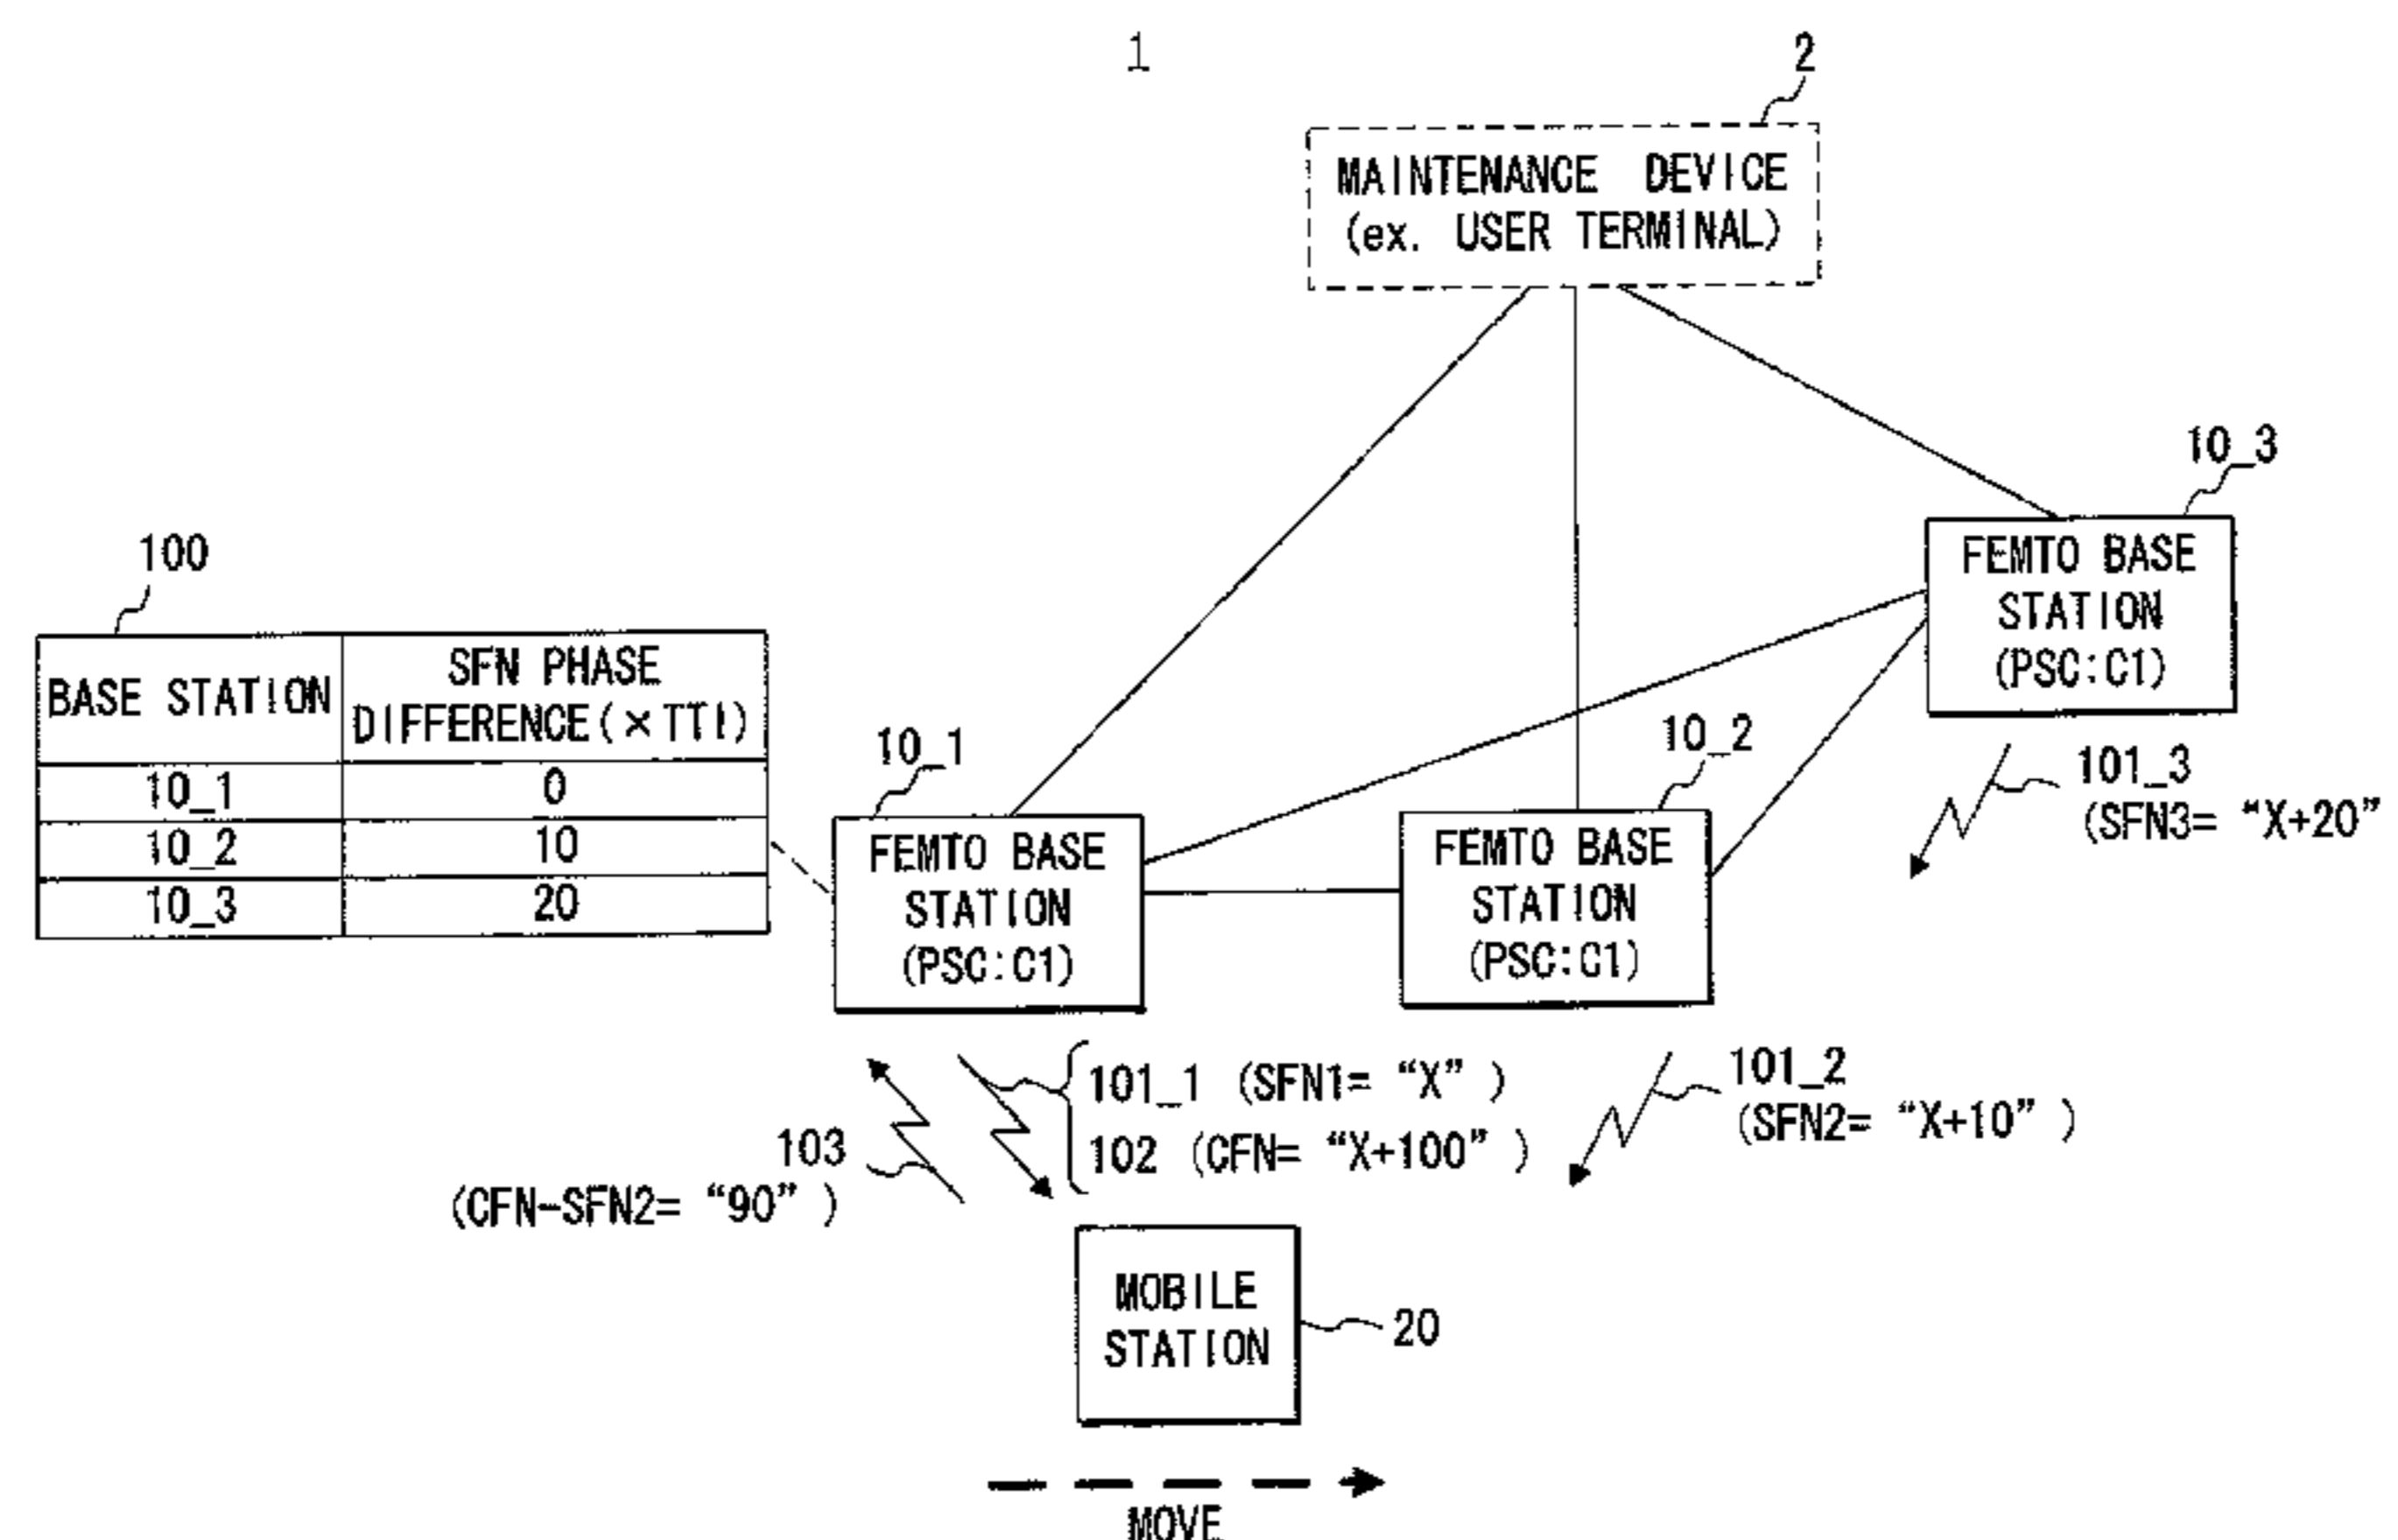 1
2
MAINTENANCE DEVICE
(ex. USER TERMINAL)
10_3
FEMTO BASE
STATION
(PSC:C1)
100
BASE STATION
SFN PHASE
DIFFERENCE(×TTI)
10_1
0
10_2
10
10_3
20
10_1
FEMTO BASE
STATION
(PSC:C1)
10_2
FEMTO BASE
STATION
(PSC:C1)
101_3
(SFN3= “X+20”
101_1 (SFN1= “X” )
102 (CFN= “X+100” )
101_2
(SFN2= “X+10” )
103
(CFN-SFN2= “90” )
MOBILE
STATION
20
MOVE